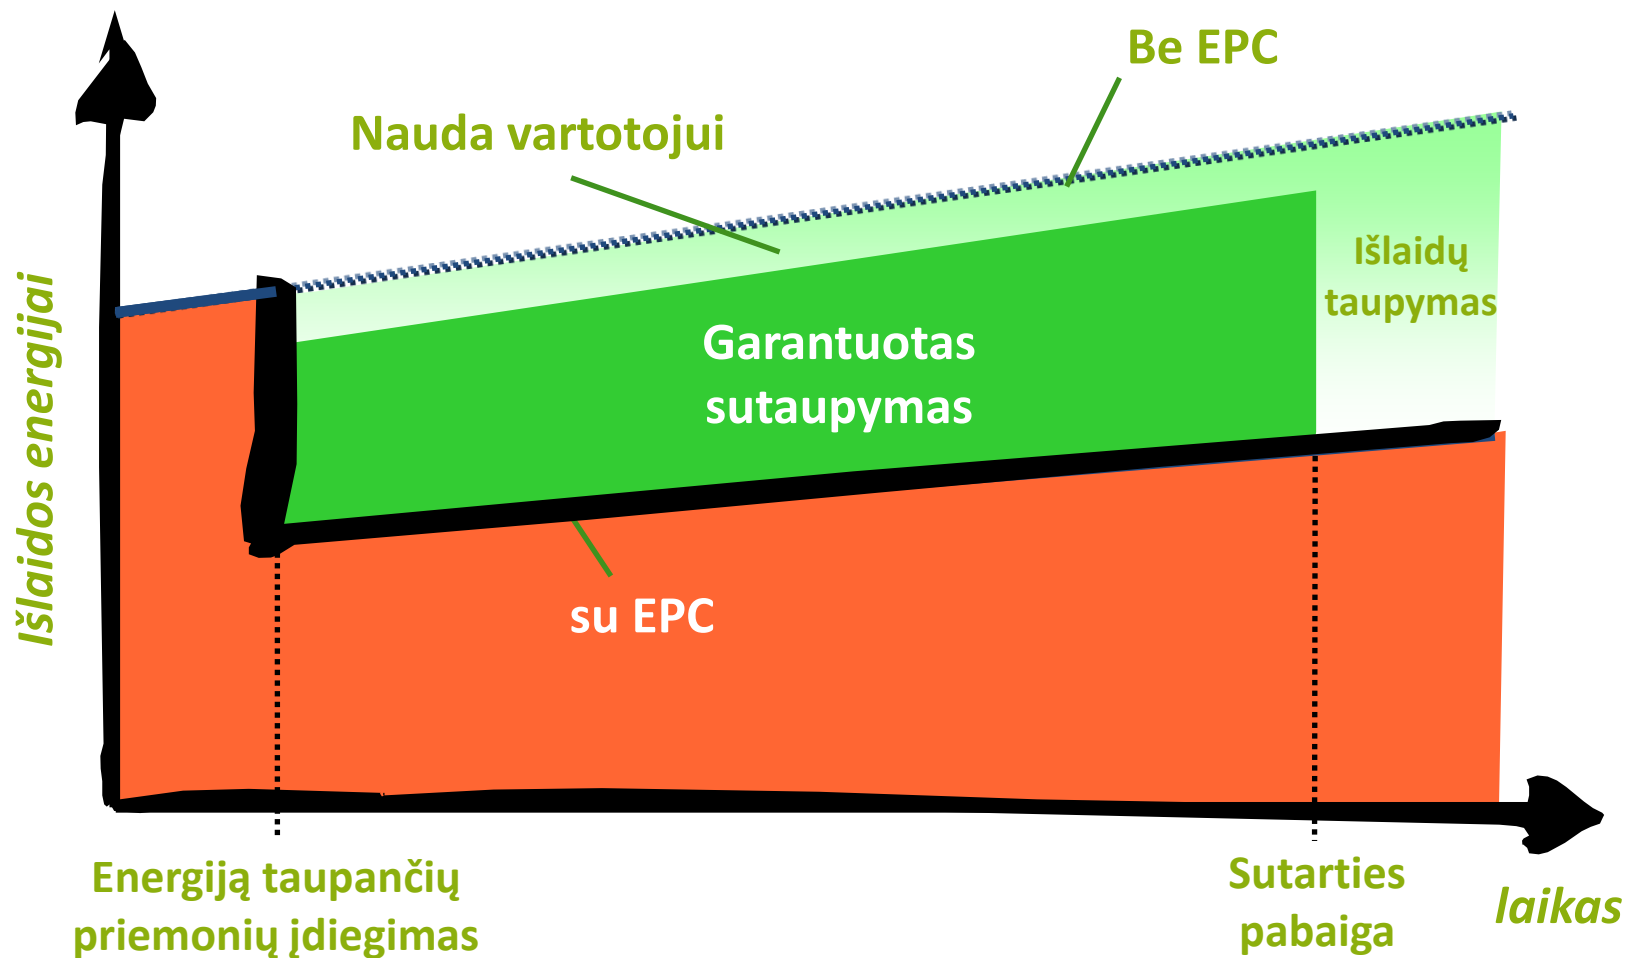 Be EPC
Nauda vartotojui
Išlaidų
taupymas
Garantuotas
sutaupymas
Išlaidos energijai
su EPC
Energiją taupančių
priemonių įdiegimas
Sutarties
pabaiga
laikas